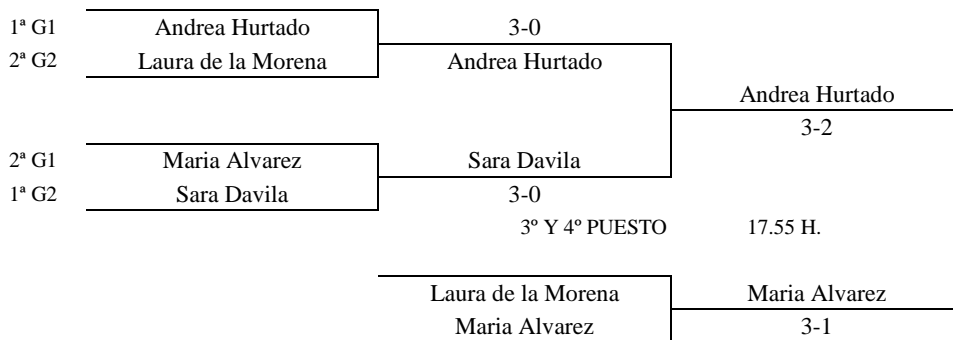 1ª G1 Andrea Hurtado 3-0
2ª G2 Laura de la Morena Andrea Hurtado
Andrea Hurtado
3-2
2ª G1 Maria Alvarez Sara Davila
1ª G2 Sara Davila 3-0
3º Y 4º PUESTO 17.55 H.
Laura de la Morena Maria Alvarez
Maria Alvarez 3-1